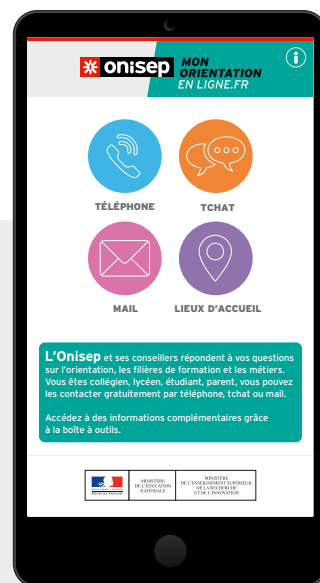 onisep
MON
ORIENTATION
EN LIGNE.FR
i
TÉLÉPHONE
TCHAT
MAIL
LIEUX D'ACCUEIL
L'Onisep et ses conseillers répondent à vos questions
sur l'orientation, les filières de formation et les métiers.
Vous êtes collégien, lycéen, étudiant, parent, vous pouvez
les contacter gratuitement par téléphone, tchat ou mail.
Accédez à des informations complémentaires grâce
à la boîte à outils.
RÉPUBLIQUE FRANÇAISE
MINISTÈRE
DE L'ÉDUCATION
NATIONALE
MINISTÈRE
DE L'ENSEIGNEMENT SUPÉRIEUR,
DE LA RECHERCHE
ET DE L'INNOVATION